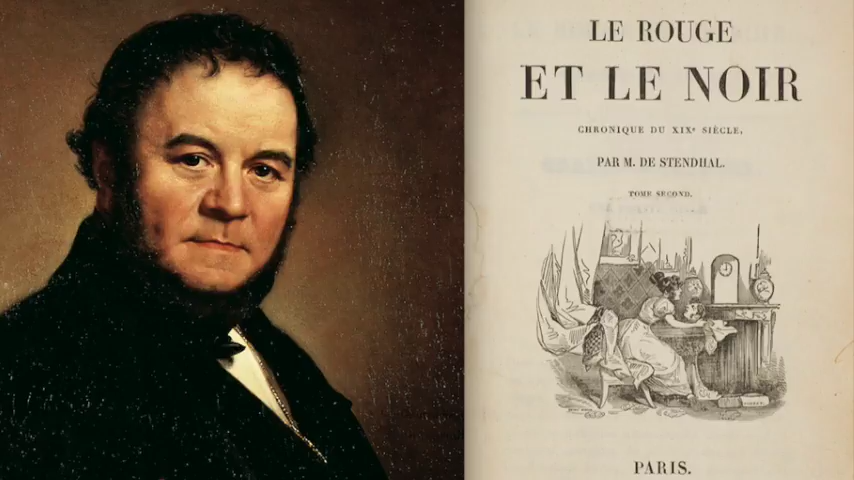 LE ROUGE
ET LE NOIR
CHRONIQUE DU XIXᵉ SIÈCLE,
PAR M. DE STENDHAL.
TOME SECOND.
PARIS.